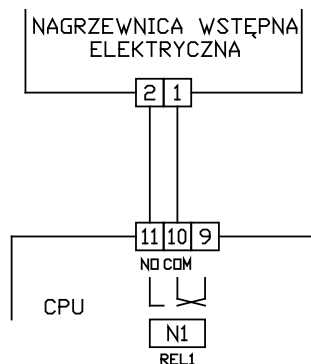 NAGRZEWNICA WSTĘPNA
ELEKTRYCZNA
2 1
11 10 9
NO COM
CPU
N1
REL1